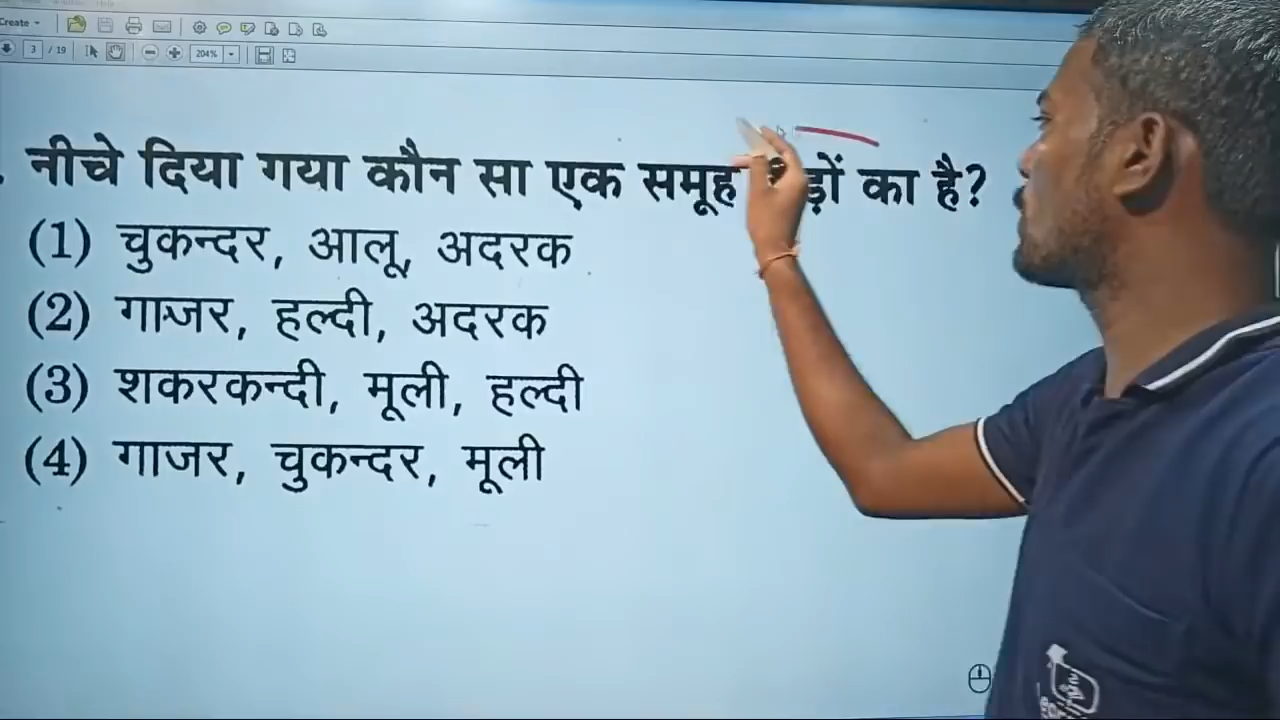 Create
3 / 19
204%
नीचे दिया गया कौन सा एक समूह का है?
(1) चुकन्दर, आलू, अदरक
(2) गाजर, हल्दी, अदरक
(3) शकरकन्दी, मूली, हल्दी
(4) गाजर, चुकन्दर, मूली